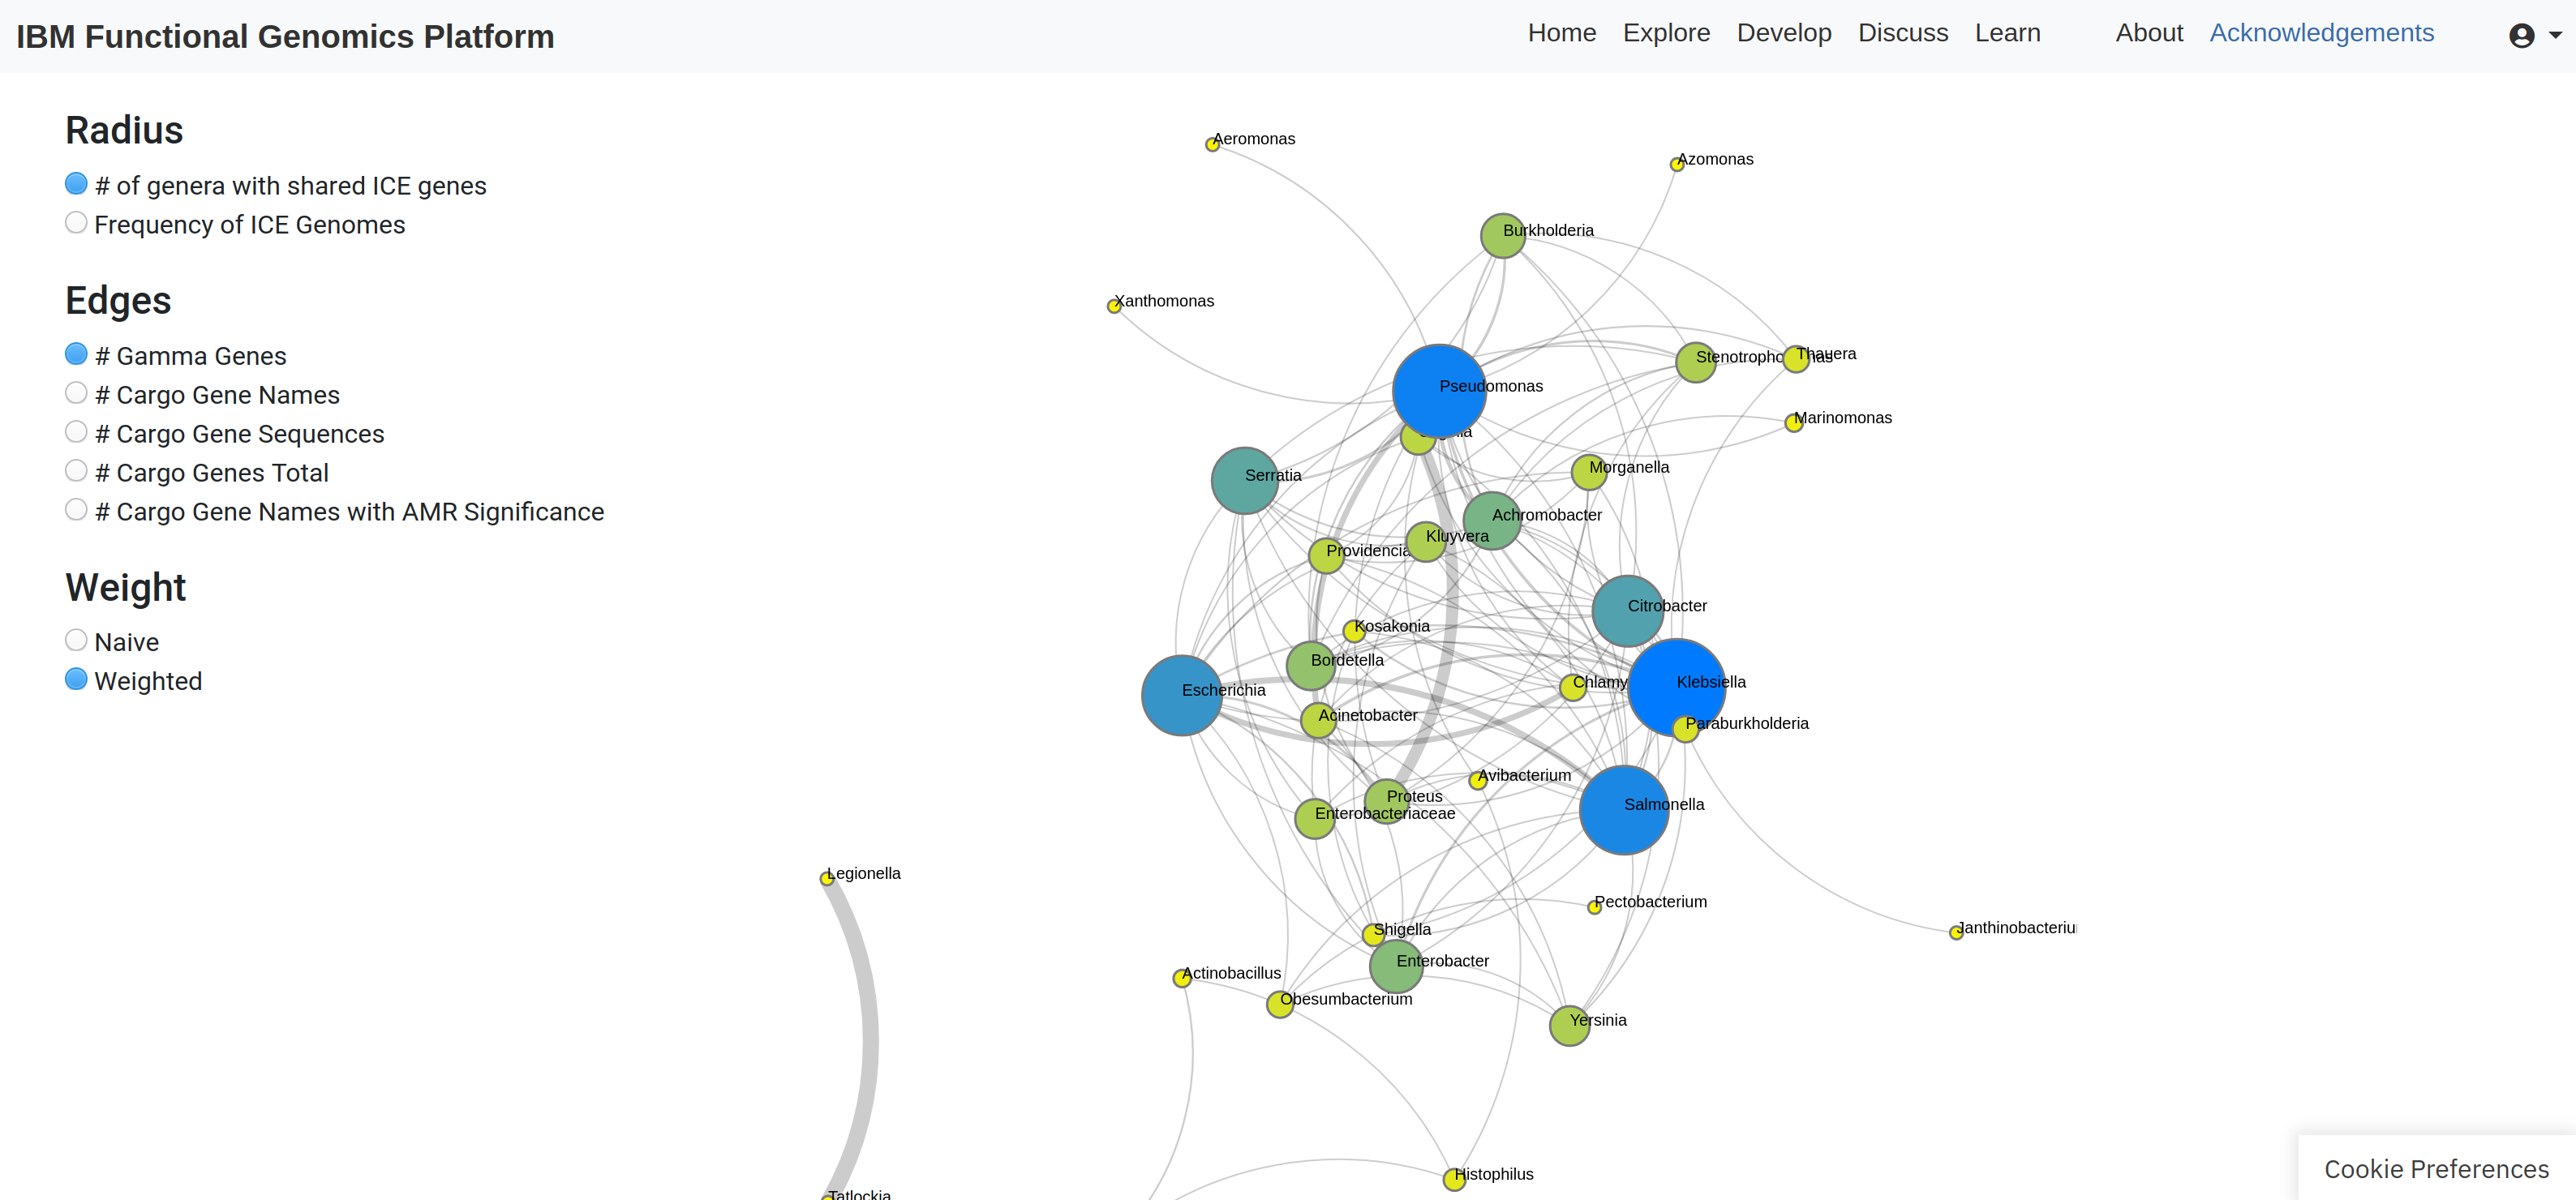 IBM Functional Genomics Platform
Home Explore Develop Discuss Learn About Acknowledgements
Radius
# of genera with shared ICE genes
Frequency of ICE Genomes
Edges
# Gamma Genes
# Cargo Gene Names
# Cargo Gene Sequences
# Cargo Genes Total
# Cargo Gene Names with AMR Significance
Weight
Naive
Weighted
Aeromonas
Azomonas
Burkholderia
Xanthomonas
Thauera
Pseudomonas
Marinomonas
Morganella
Serratia
Achromobacter
Kluyvera
Providencia
Citrobacter
Kosakonia
Bordetella
Chlamy
Klebsiella
Escherichia
Acinetobacter
Paraburkholderia
Avibacterium
Proteus
Salmonella
Enterobacteriaceae
Legionella
Pectobacterium
Shigella
Janthinobacteriu
Enterobacter
Actinobacillus
Obesumbacterium
Yersinia
Histophilus
Tatlockia
Cookie Preferences